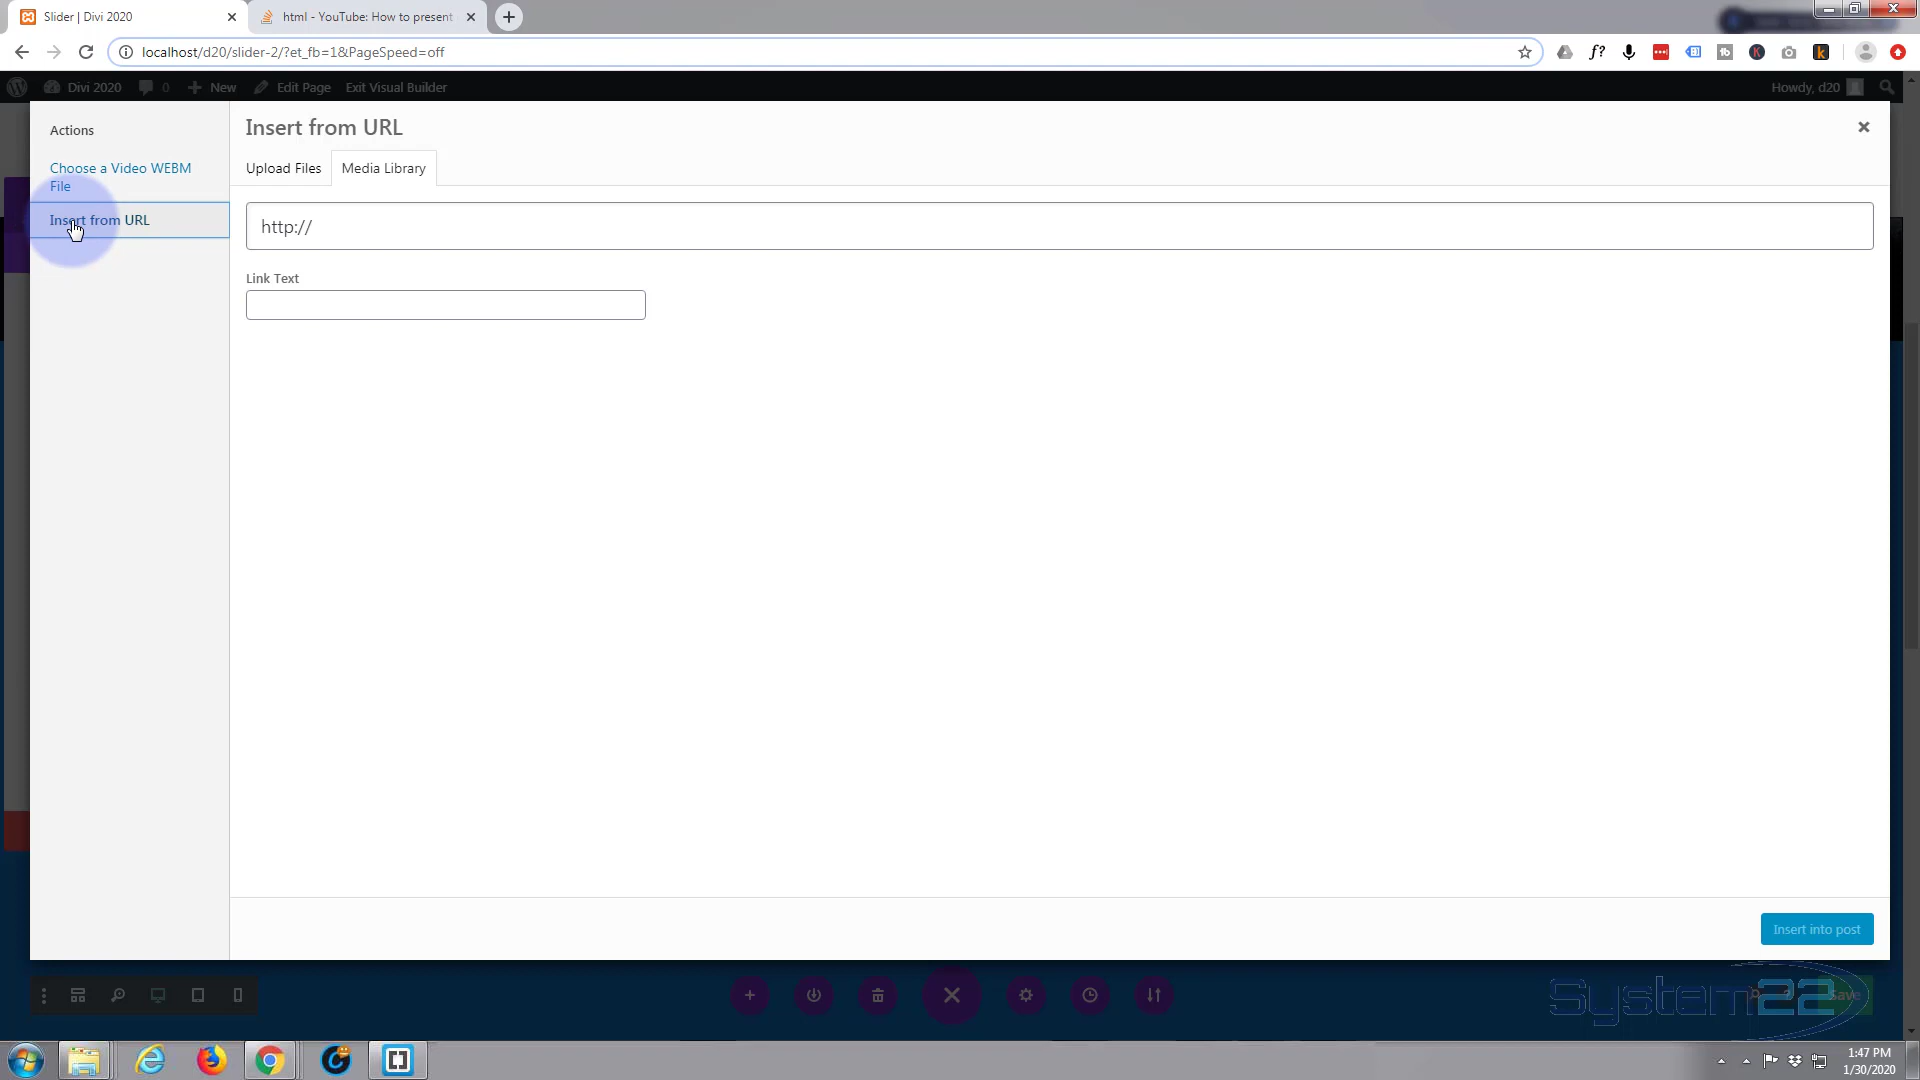 Slider | Divi 2020
html - YouTube: How to present
localhost/d20/slider-2/?et_fb=1&PageSpeed=off
Divi 2020
0
New
Edit Page
Exit Visual Builder
Howdy, d20
Actions
Insert from URL
Choose a Video WEBM
File
Upload Files
Media Library
Insert from URL
http://
Link Text
Insert into post
System22
Save
1:47 PM
1/30/2020